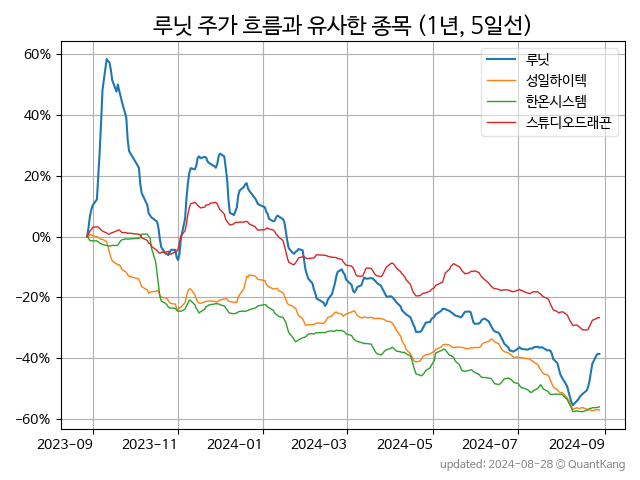 루닛 주가 흐름과 유사한 종목 (1년, 5일선)
루닛
성일하이텍
한온시스템
스튜디오드래곤
60%
40%
20%
0%
−20%
−40%
−60%
2023-09 2023-11 2024-01 2024-03 2024-05 2024-07 2024-09
updated: 2024-08-28 © QuantKang